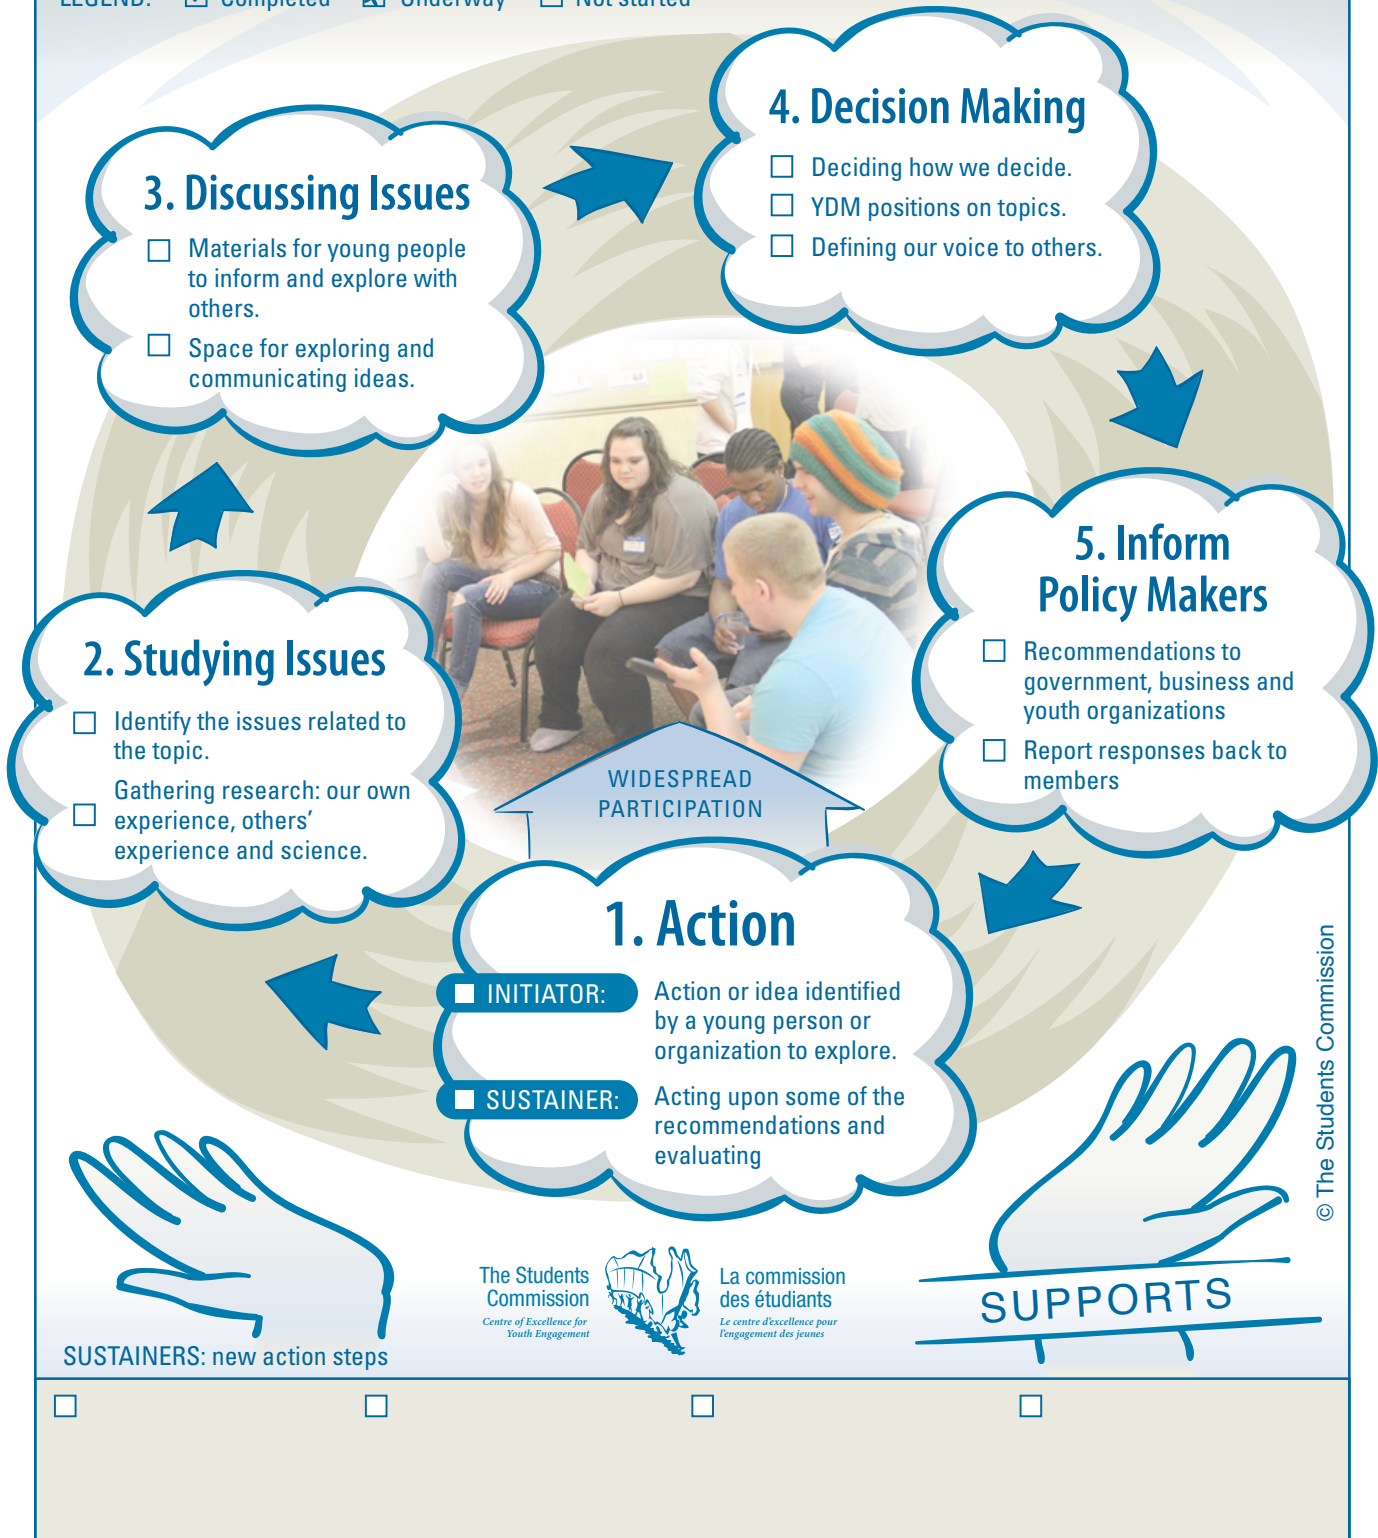 LEGEND: Completed Underway Not started
4. Decision Making
Deciding how we decide.
YDM positions on topics.
Defining our voice to others.
3. Discussing Issues
Materials for young people
to inform and explore with
others.
Space for exploring and
communicating ideas.
5. Inform
Policy Makers
Recommendations to
government, business and
youth organizations
Report responses back to
members
2. Studying Issues
Identify the issues related to
the topic.
Gathering research: our own
experience, others’
experience and science.
WIDESPREAD
PARTICIPATION
1. Action
INITIATOR:
Action or idea identified
by a young person or
organization to explore.
SUSTAINER:
Acting upon some of the
recommendations and
evaluating
© The Students Commission
The Students
Commission
Centre of Excellence for
Youth Engagement
La commission
des étudiants
Le centre d'excellence pour
l'engagement des jeunes
SUPPORTS
SUSTAINERS: new action steps